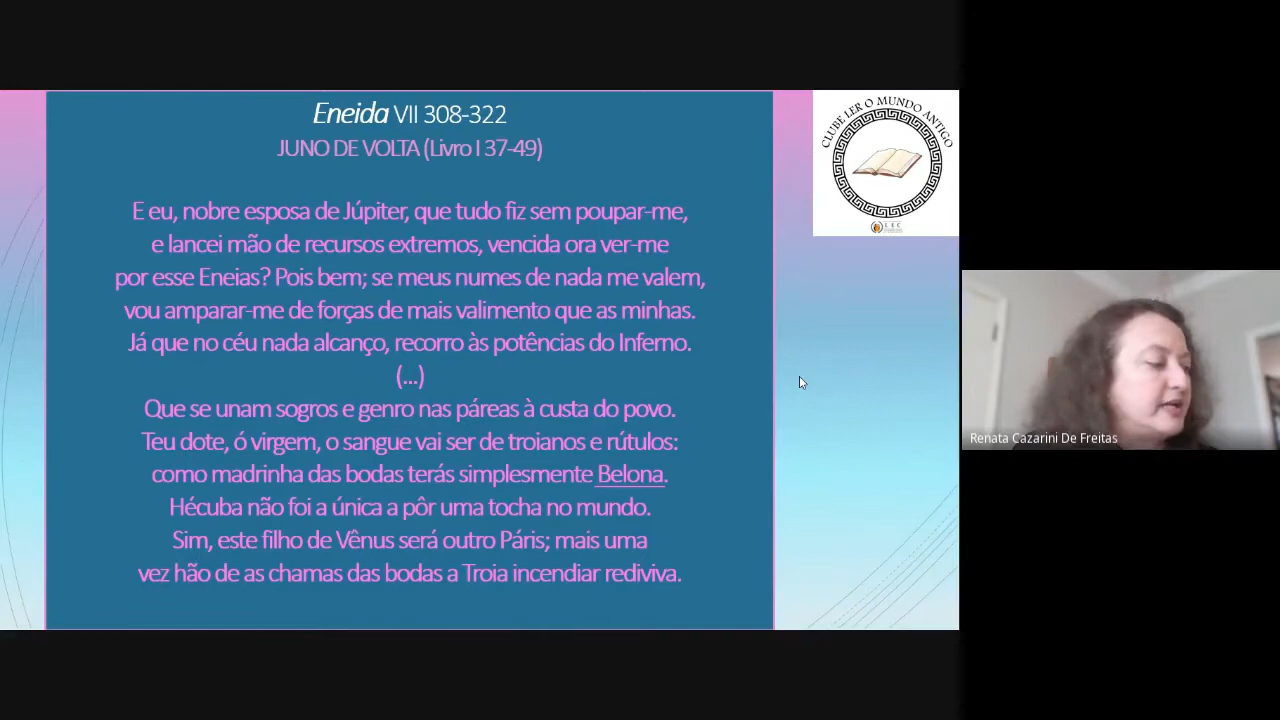 Eneida VII 308-322
JUNO DE VOLTA (Livro I 37-49)
E eu, nobre esposa de Júpiter, que tudo fiz sem poupar-me,
e lancei mão de recursos extremos, vencida ora ver-me
por esse Eneias? Pois bem; se meus numes de nada me valem,
vou amparar-me de forças de mais valimento que as minhas.
Já que no céu nada alcanço, recorro às potências do Inferno.
(...)
Que se unam sogros e genro nas páreas à custa do povo.
Teu dote, ó virgem, o sangue vai ser de troianos e rútulos:
como madrinha das bodas terás simplesmente Belona.
Hécuba não foi a única a pôr uma tocha no mundo.
Sim, este filho de Vênus será outro Páris; mais uma
vez hão de as chamas das bodas a Troia incendiar rediviva.
CLUBE LER O MUNDO ANTIGO
Renata Cazarini De Freitas